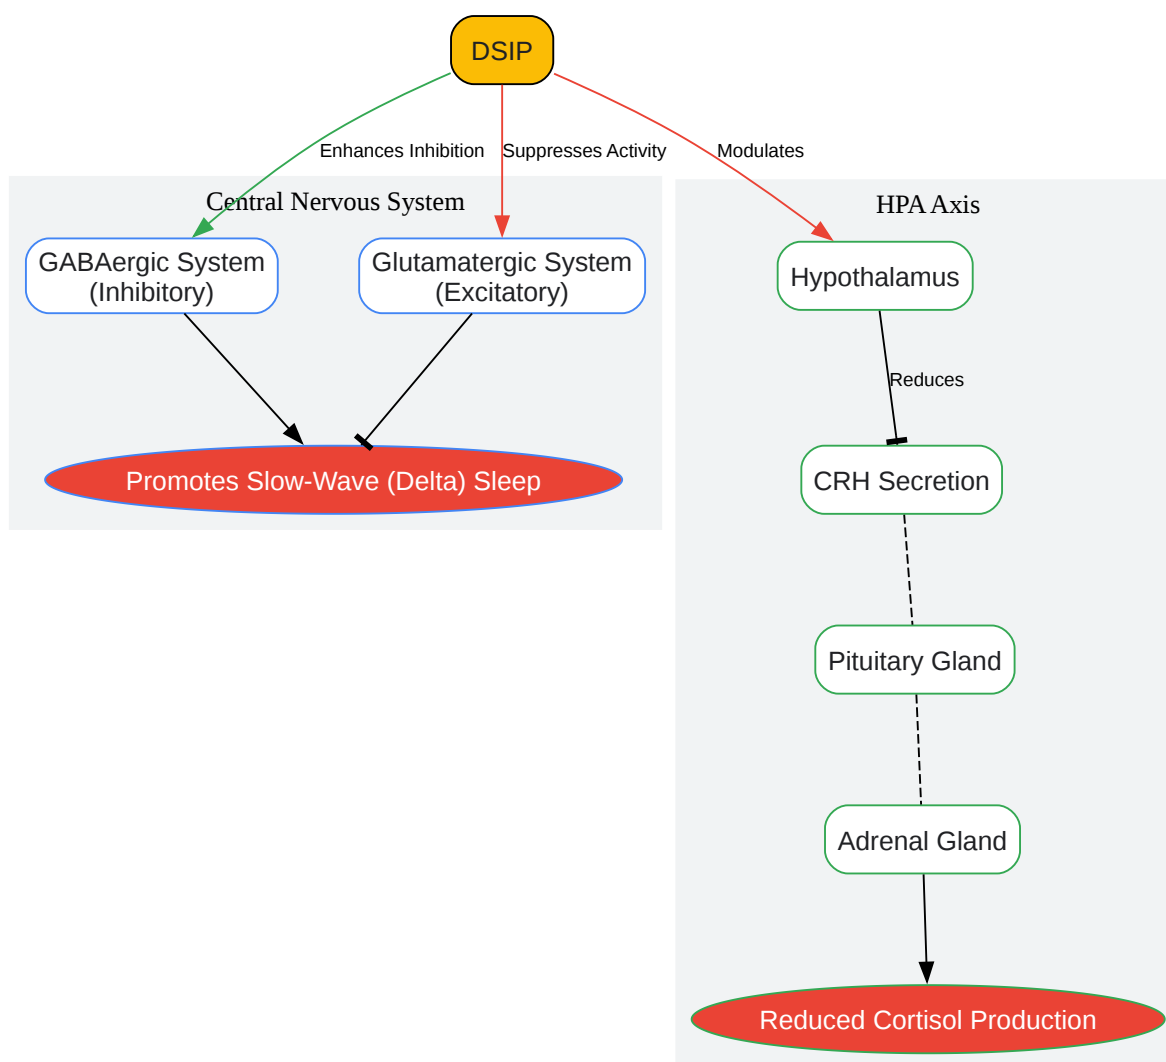 DSIP
Enhances Inhibition
Suppresses Activity
Modulates
Central Nervous System
HPA Axis
GABAergic System
(Inhibitory)
Glutamatergic System
(Excitatory)
Hypothalamus
Reduces
Promotes Slow-Wave (Delta) Sleep
CRH Secretion
Pituitary Gland
Adrenal Gland
Reduced Cortisol Production